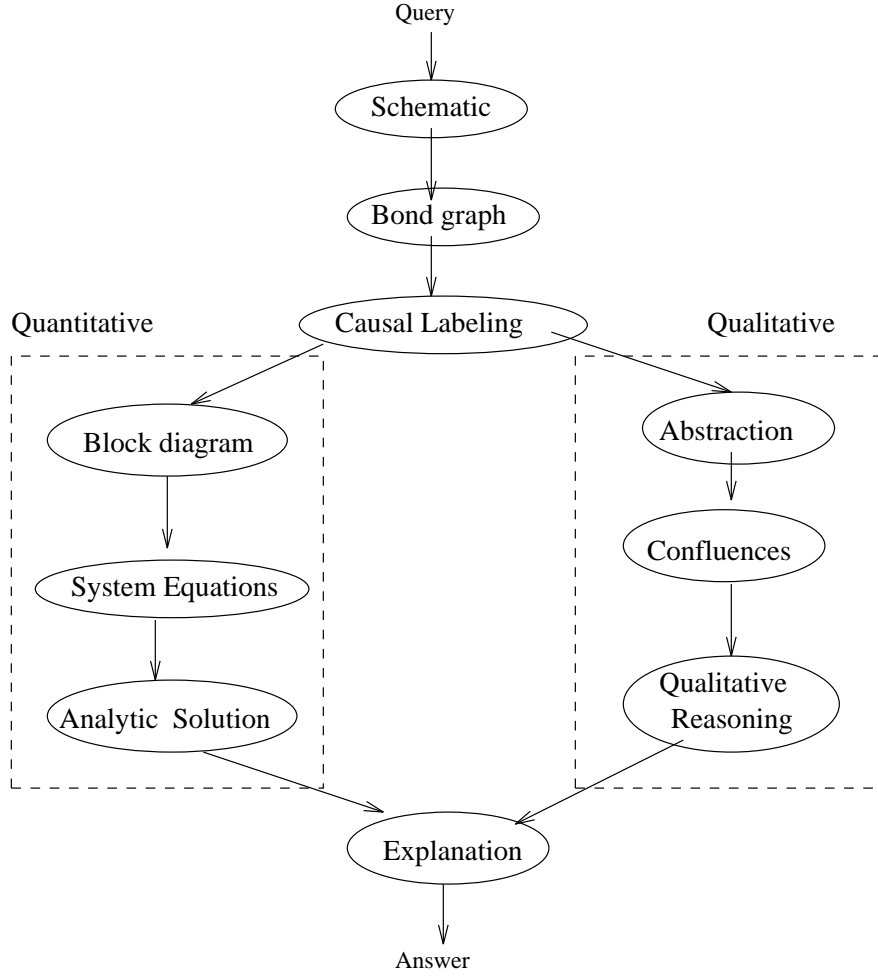 Query
Schematic
Bond graph
Causal Labeling
Quantitative
Qualitative
Block diagram
System Equations
Analytic Solution
Abstraction
Confluences
Qualitative
Reasoning
Explanation
Answer